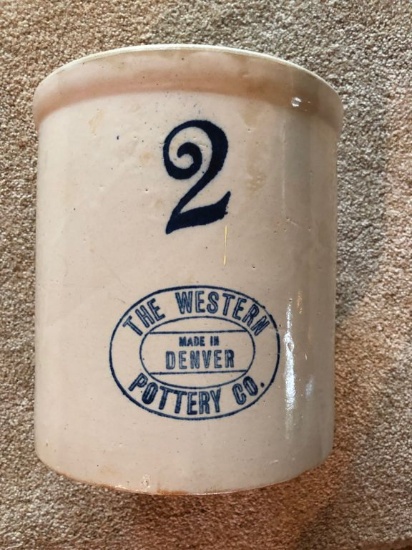 2
THE WESTERN
MADE IN
DENVER
POTTERY CO.